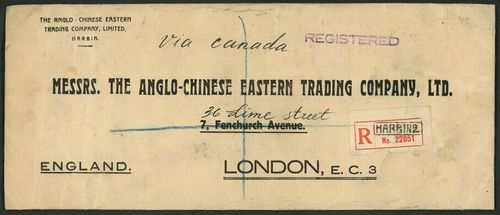 THE ANGLO-CHINESE EASTERN
TRADING COMPANY, LIMITED,
HARBIN.
Via Canada
REGISTERED
MESSRS. THE ANGLO-CHINESE EASTERN TRADING COMPANY, LTD.
36 Lime street
7, Fenchurch Avenue.
R HARBIN 2
No. 22851
ENGLAND.
LONDON, E. C. 3